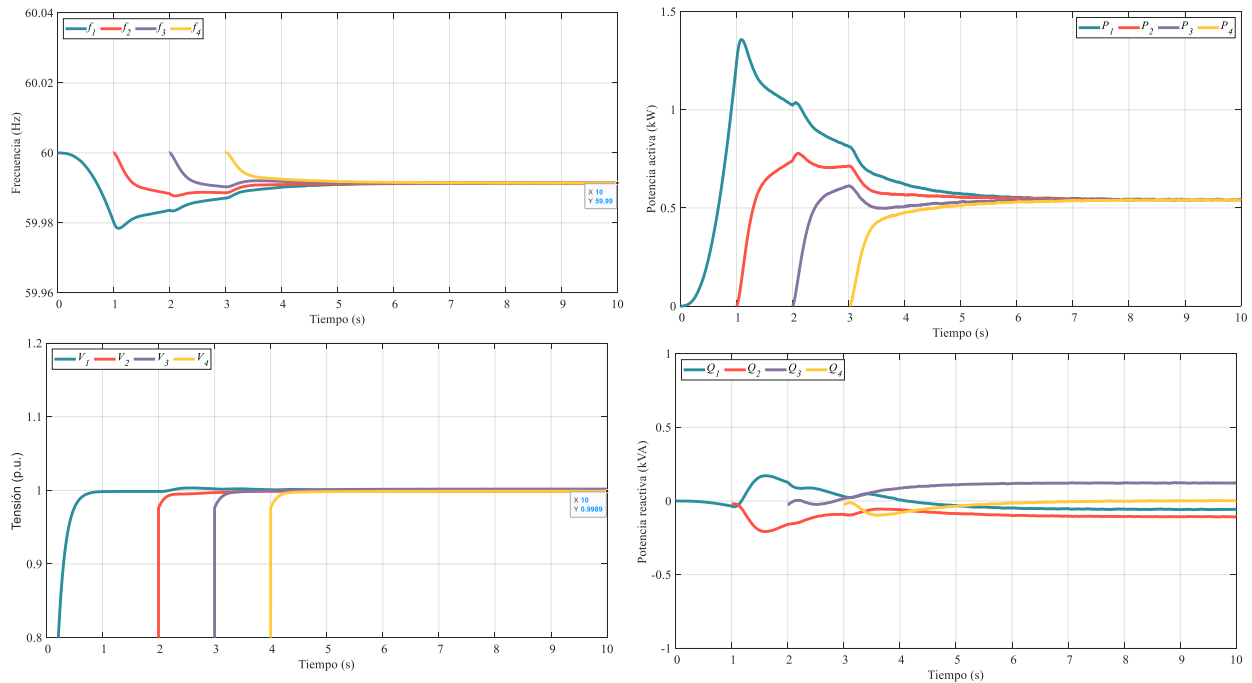 60.04
60.02
60
59.98
59.96
Frecuencia (Hz)
f1 f2 f3 f4
X 10
Y 59.99
0 1 2 3 4 5 6 7 8 9 10
Tiempo (s)
1.5
1
0.5
0
Potencia activa (kW)
P1 P2 P3 P4
0 1 2 3 4 5 6 7 8 9 10
Tiempo (s)
1.2
1.1
1
0.9
0.8
Tensión (p.u.)
V1 V2 V3 V4
X 10
Y 0.9989
0 1 2 3 4 5 6 7 8 9 10
Tiempo (s)
1
0.5
0
-0.5
-1
Potencia reactiva (kVA)
Q1 Q2 Q3 Q4
0 1 2 3 4 5 6 7 8 9 10
Tiempo (s)